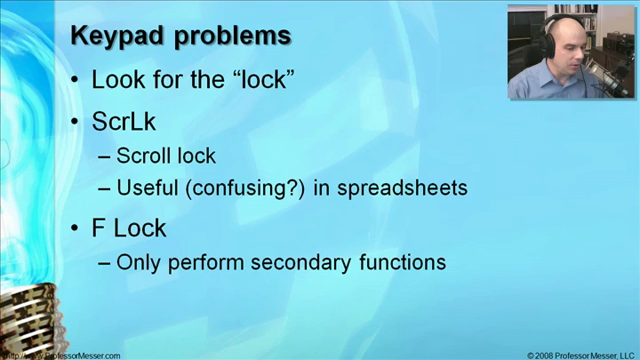 Keypad problems
• Look for the “lock”
• ScrLk
– Scroll lock
– Useful (confusing?) in spreadsheets
• F Lock
– Only perform secondary functions
http://www.ProfessorMesser.com
© 2008 Professor Messer, LLC